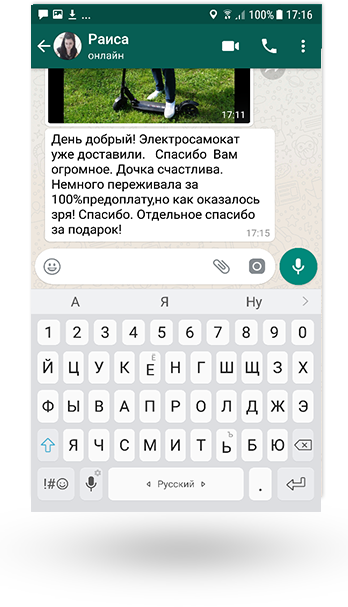 ... 100% 17:16
Раиса
онлайн
17:11
День добрый! Электросамокат
уже доставили. Спасибо Вам
огромное. Дочка счастлива.
Немного переживала за
100%предоплату,но как оказалось
зря! Спасибо. Отдельное спасибо
за подарок!
17:15
А Я Ну
1 2 3 4 5 6 7 8 9 0
Ё
Й Ц У К Е Н Г Ш Щ З Х
Ф Ы В А П Р О Л Д Ж Э
Ъ
Я Ч С М И Т Ь Б Ю
!#☺ Русский .